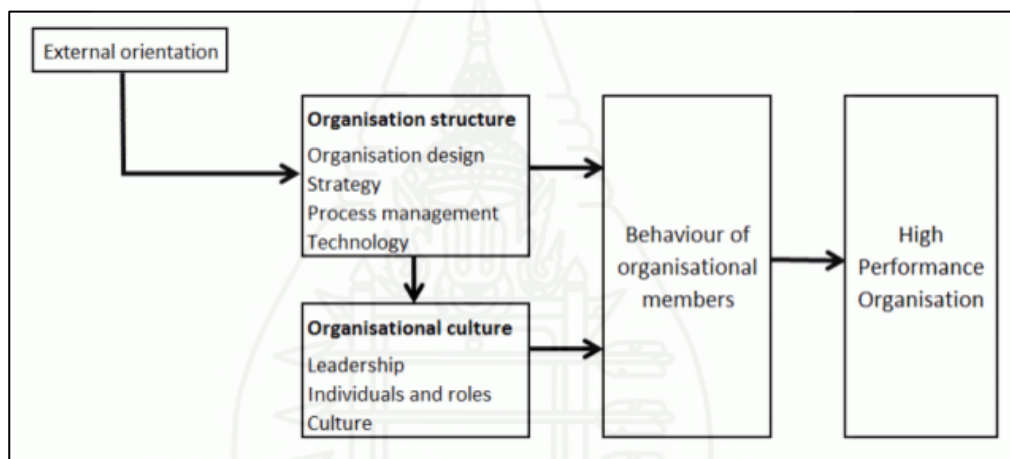 External orientation
Organisation structure
Organisation design
Strategy
Process management
Technology
Organisational culture
Leadership
Individuals and roles
Culture
Behaviour of
organisational
members
High
Performance
Organisation